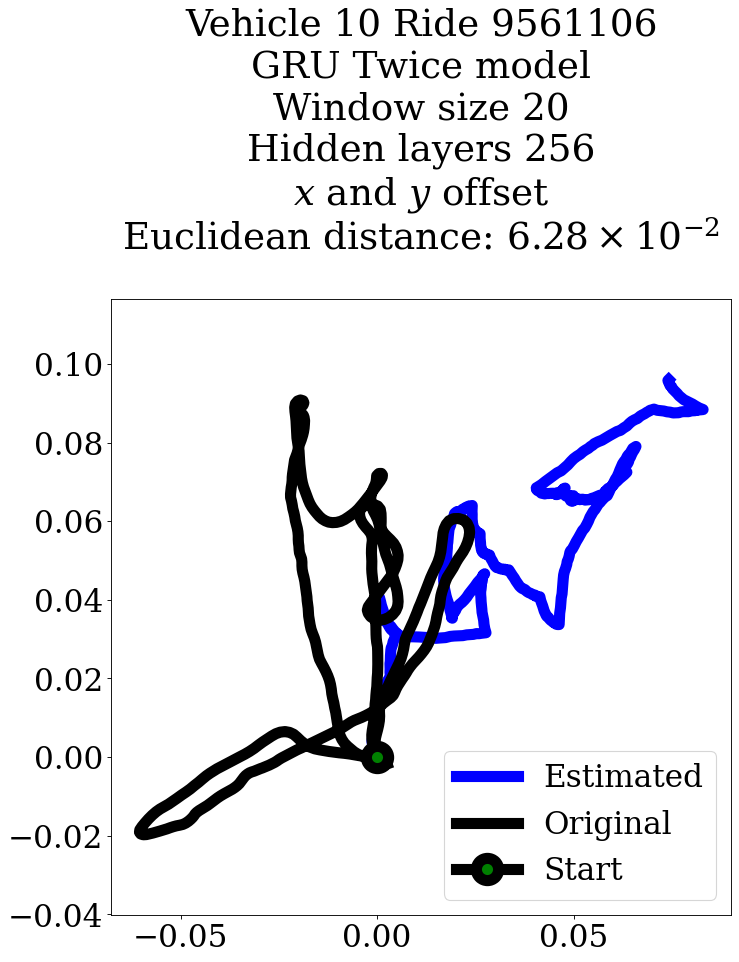 Vehicle 10 Ride 9561106
GRU Twice model
Window size 20
Hidden layers 256
x and y offset
Euclidean distance: 6.28 × 10⁻²
0.10
0.08
0.06
0.04
0.02
0.00
−0.02
−0.04
−0.05
0.00
0.05
Estimated
Original
Start